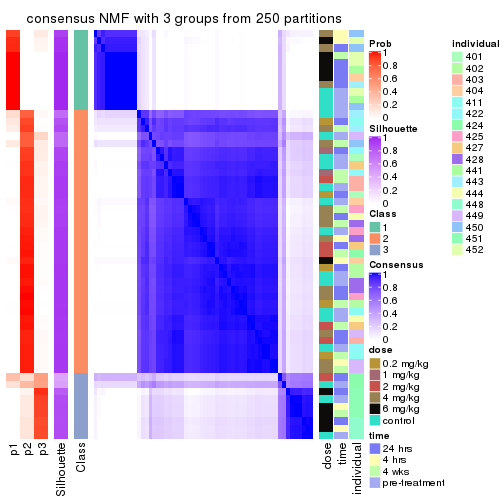 consensus NMF with 3 groups from 250 partitions
p1
p2
p3
Silhouette
Class
dose
time
individual
Prob
1
0.8
0.6
0.4
0.2
0
Silhouette
1
0.8
0.6
0.4
0.2
0
Class
1
2
3
Consensus
1
0.8
0.6
0.4
0.2
0
dose
0.2 mg/kg
1 mg/kg
2 mg/kg
4 mg/kg
6 mg/kg
control
time
24 hrs
4 hrs
4 wks
pre-treatment
individual
401
402
403
404
411
422
424
425
427
428
441
443
444
448
449
450
451
452